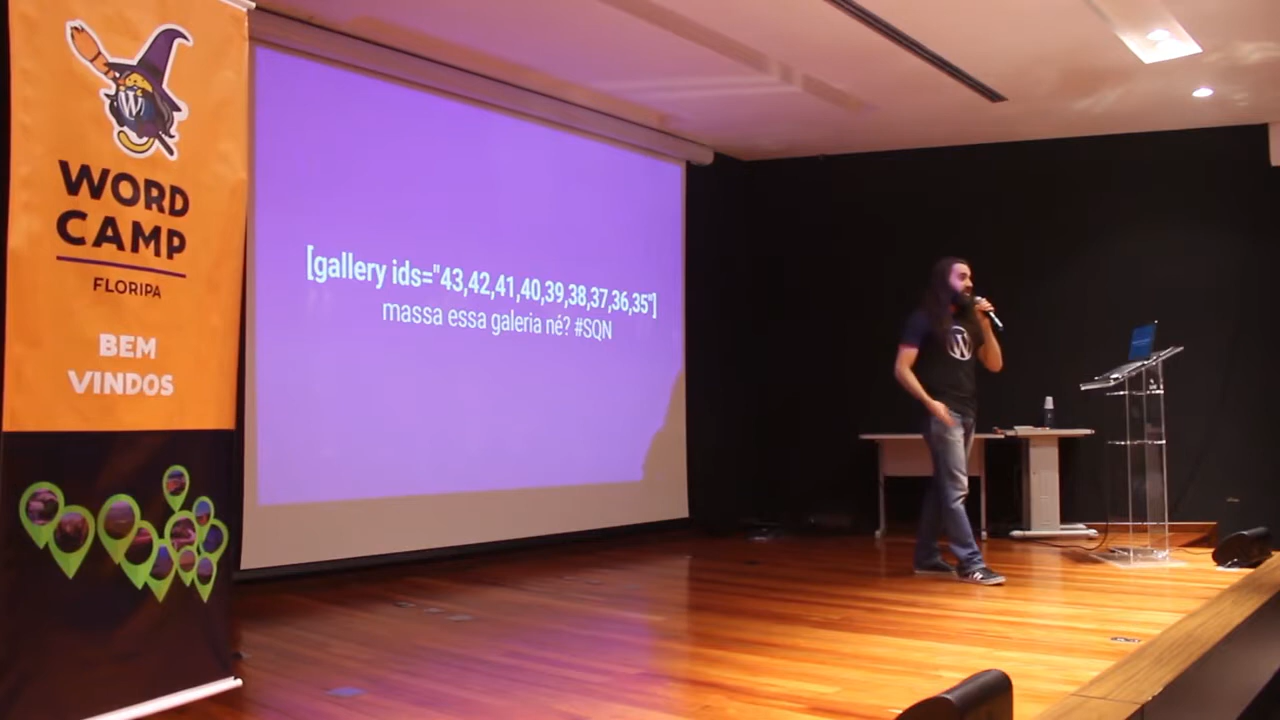 WORD
CAMP
FLORIPA
BEM
VINDOS
[gallery ids="43,42,41,40,39,38,37,36,35"]
massa essa galeria né? #SQN